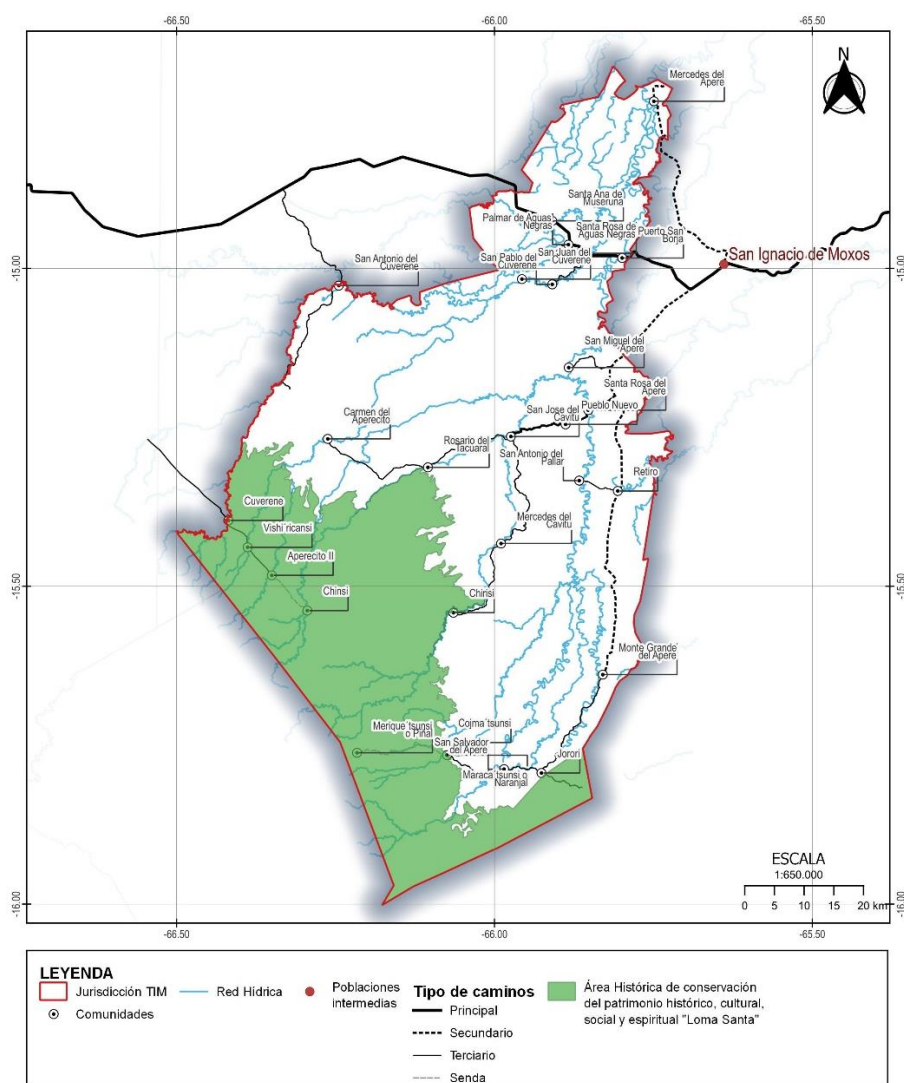 -66.50
-66.00
-65.50
N
Mercedes del
Apere
Santa Ana de
Museruna
Palmar de Aguas
Negras
Santa Rosa de
Aguas Negras
Puerto San
Borja
San Ignacio de Moxos
-15.00
-15.00
San Antonio del
Cuverene
San Pablo del
Cuverene
San Juan del
Cuverene
San Miguel del
Apere
Santa Rosa del
Apere
Pueblo Nuevo
San Jose del
Cavitu
Carmen del
Aperecito
Rosario del
Tacuaral
San Antonio del
Pallar
Retiro
Cuverene
Vishi´ricansi
Mercedes del
Cavitu
Aperecito II
-15.50
-15.50
Chinsi
Chirisi
Monte Grande
del Apere
Merique´tsunsi
o Piñal
Cojma´tsunsi
San Salvador
del Apere
Jorori
Maraca´tsunsi o
Naranjal
ESCALA
1:650.000
0 5 10 15 20 km
-16.00
-16.00
-66.50
-66.00
-65.50
LEYENDA
Jurisdicción TIM
Red Hídrica
Poblaciones
intermedias
Comunidades
Tipo de caminos
Principal
Secundario
Terciario
Senda
Área Histórica de conservación
del patrimonio histórico, cultural,
social y espiritual "Loma Santa"